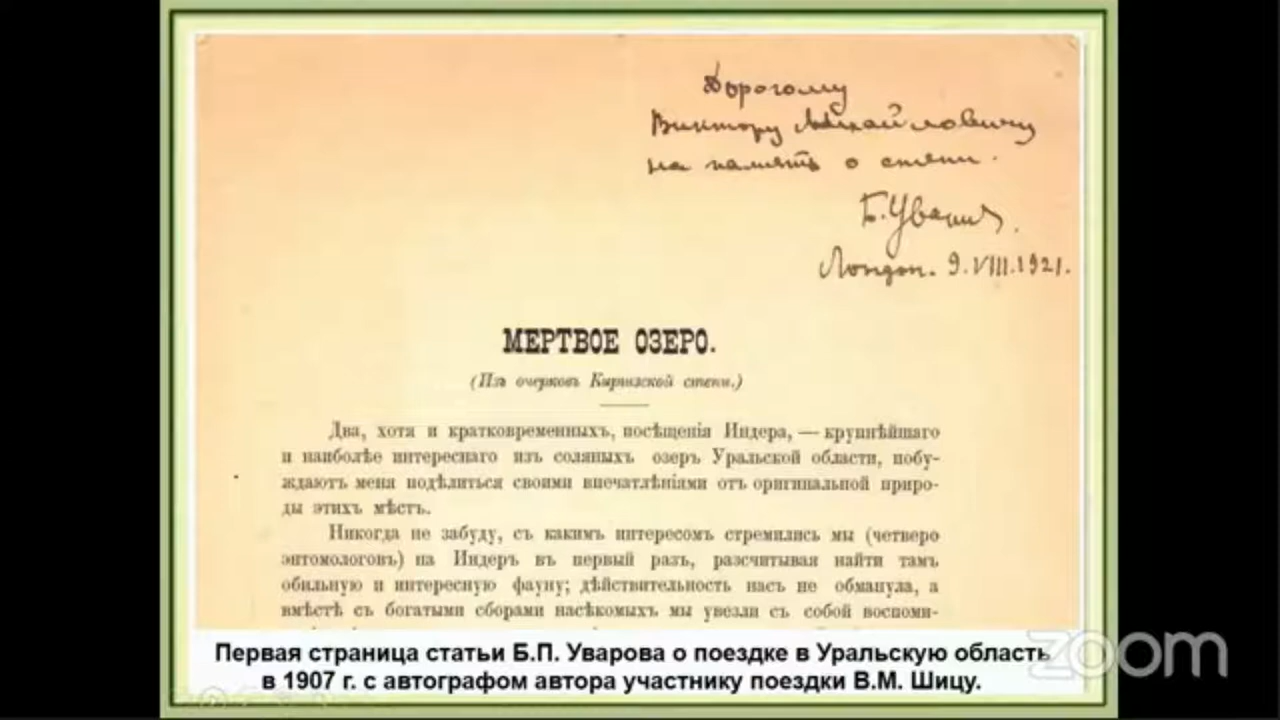 Дорогому
Виктору Михайловичу
на память о степи.
Б. Уваров.
Лондон. 9.VIII.1921.
МЕРТВОЕ ОЗЕРО.
(Изъ очерковъ Киргизской степи.)
Два, хотя и кратковременныхъ, посѣщенія Индера, — крупнѣйшаго
и наиболѣе интереснаго изъ соляныхъ озеръ Уральской области, побу-
ждаютъ меня подѣлиться своими впечатлѣніями отъ оригинальной приро-
ды этихъ мѣстъ.
Никогда не забуду, съ какимъ интересомъ стремились мы (четверо
энтомологовъ) на Индеръ въ первый разъ, разсчитывая найти тамъ
обильную и интересную фауну; дѣйствительность насъ не обманула, а
вмѣстѣ съ богатыми сборами насѣкомыхъ мы увезли съ собой воспоми-
Первая страница статьи Б.П. Уварова о поездке в Уральскую область
в 1907 г. с автографом автора участнику поездки В.М. Шицу.
zoom